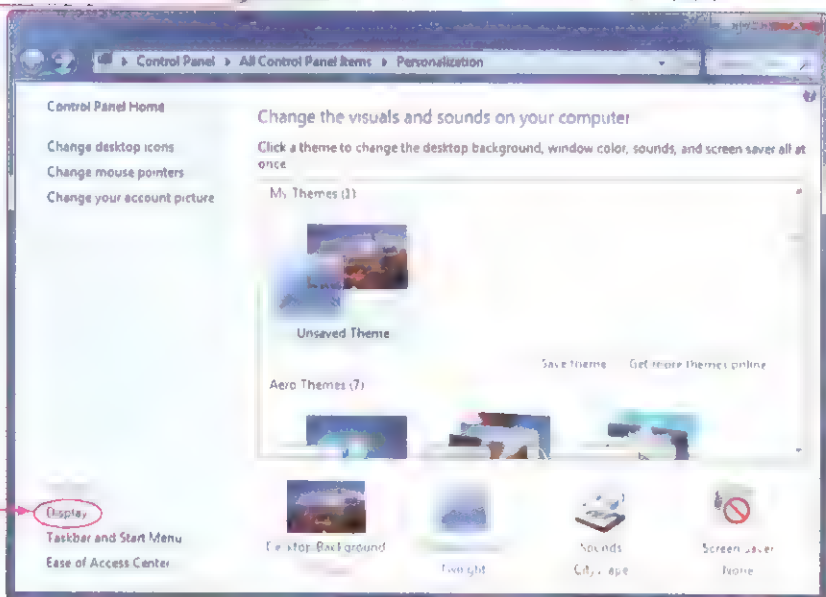 Control Panel ▸ All Control Panel Items ▸ Personalization
Control Panel Home
Change desktop icons
Change mouse pointers
Change your account picture
Change the visuals and sounds on your computer
Click a theme to change the desktop background, window color, sounds, and screen saver all at
once
My Themes (1)
Unsaved Theme
Save theme Get more themes online
Aero Themes (7)
Display
Taskbar and Start Menu
Ease of Access Center
Desktop Background
Twilight
Sounds
Cityscape
Screen Saver
None